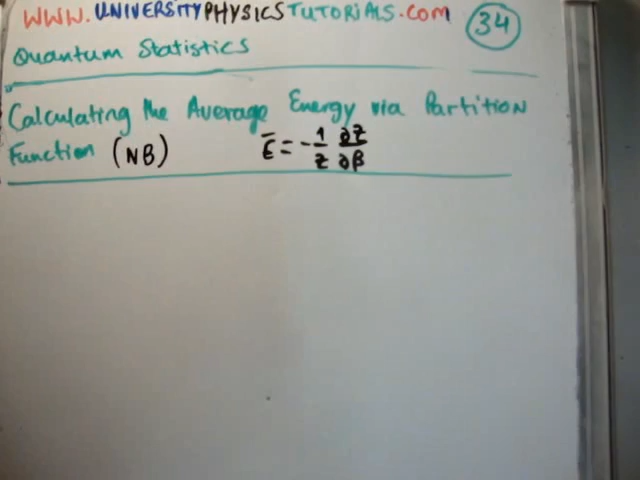 WWW.UNIVERSITYPHYSICSTUTORIALS.COM 34
Quantum Statistics
Calculating the Average Energy via Partition
Function (NB) Ē = -1/Z ∂Z/∂β